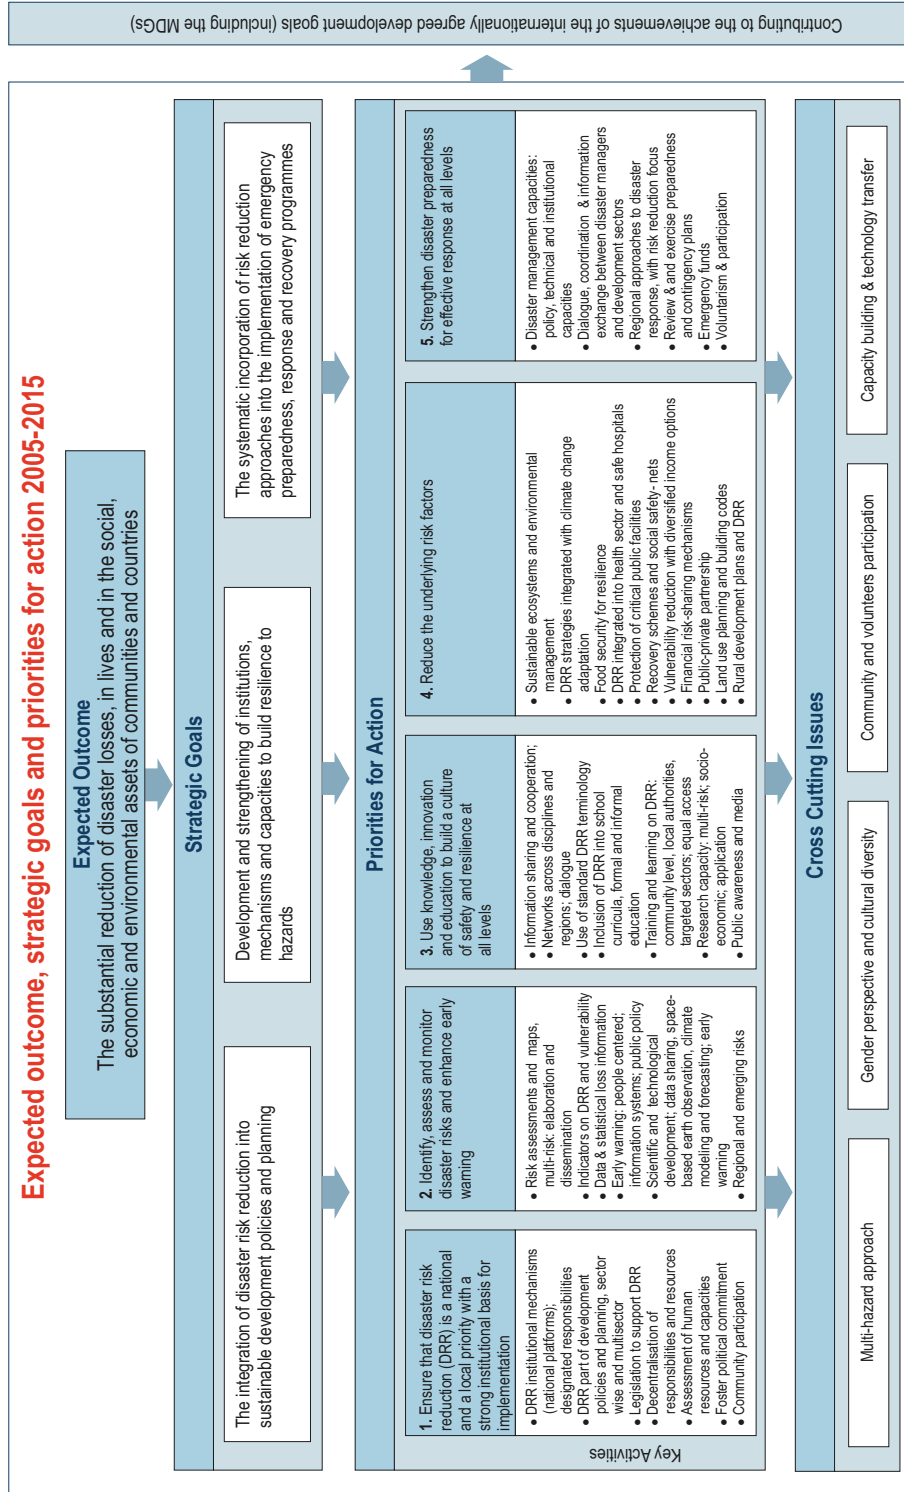 Expected outcome, strategic goals and priorities for action 2005-2015
Expected Outcome
The substantial reduction of disaster losses, in lives and in the social,
economic and environmental assets of communities and countries
Strategic Goals
The integration of disaster risk reduction into
sustainable development policies and planning
Development and strengthening of institutions,
mechanisms and capacities to build resilience to
hazards
The systematic incorporation of risk reduction
approaches into the implementation of emergency
preparedness, response and recovery programmes
Priorities for Action
1. Ensure that disaster risk
reduction (DRR) is a national
and a local priority with a
strong institutional basis for
implementation
2. Identify, assess and monitor
disaster risks and enhance early
warning
3. Use knowledge, innovation
and education to build a culture
of safety and resilience at
all levels
4. Reduce the underlying risk factors
5. Strengthen disaster preparedness
for effective response at all levels
Key Activities
• DRR institutional mechanisms
(national platforms);
designated responsibilities
• DRR part of development
policies and planning, sector
wise and multisector
• Legislation to support DRR
• Decentralisation of
responsibilities and resources
• Assessment of human
resources and capacities
• Foster political commitment
• Community participation
• Risk assessments and maps,
multi-risk: elaboration and
dissemination
• Indicators on DRR and vulnerability
• Data & statistical loss information
• Early warning: people centered;
information systems; public policy
• Scientific and technological
development; data sharing, space-
based earth observation, climate
modeling and forecasting; early
warning
• Regional and emerging risks
• Information sharing and cooperation;
• Networks across disciplines and
regions; dialogue
• Use of standard DRR terminology
• Inclusion of DRR into school
curricula, formal and informal
education
• Training and learning on DRR:
community level, local authorities,
targeted sectors; equal access
• Research capacity: multi-risk; socio-
economic; application
• Public awareness and media
• Sustainable ecosystems and environmental
management
• DRR strategies integrated with climate change
adaptation
• Food security for resilience
• DRR integrated into health sector and safe hospitals
• Protection of critical public facilities
• Recovery schemes and social safety- nets
• Vulnerability reduction with diversified income options
• Financial risk-sharing mechanisms
• Public-private partnership
• Land use planning and building codes
• Rural development plans and DRR
• Disaster management capacities:
policy, technical and institutional
capacities
• Dialogue, coordination & information
exchange between disaster managers
and development sectors
• Regional approaches to disaster
response, with risk reduction focus
• Review & and exercise preparedness
and contingency plans
• Emergency funds
• Voluntarism & participation
Cross Cutting Issues
Multi-hazard approach
Gender perspective and cultural diversity
Community and volunteers participation
Capacity building & technology transfer
Contributing to the achievements of the internationally agreed development goals (including the MDGs)